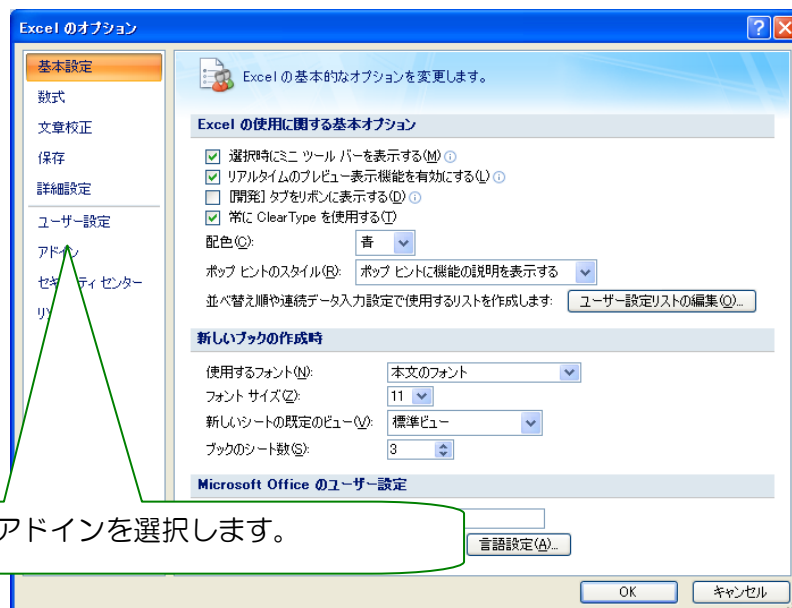 Excel のオプション
基本設定
数式
文章校正
保存
詳細設定
ユーザー設定
アドイン
セキュリティ センター
Excel の基本的なオプションを変更します。
Excel の使用に関する基本オプション
選択時にミニ ツール バーを表示する(M)
リアルタイムのプレビュー表示機能を有効にする(L)
[開発] タブをリボンに表示する(D)
常に ClearType を使用する(T)
配色(C): 青
ポップ ヒントのスタイル(R): ポップ ヒントに機能の説明を表示する
並べ替え順や連続データ入力設定で使用するリストを作成します: ユーザー設定リストの編集(O)...
新しいブックの作成時
使用するフォント(N): 本文のフォント
フォント サイズ(Z): 11
新しいシートの既定のビュー(V): 標準ビュー
ブックのシート数(S): 3
Microsoft Office のユーザー設定
アドインを選択します。
言語設定(A)...
OK キャンセル